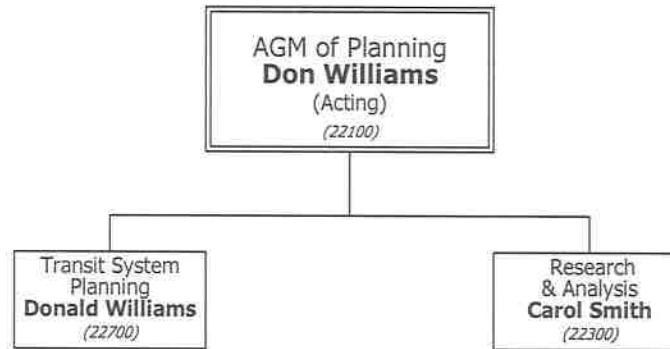 AGM of Planning
Don Williams
(Acting)
(22100)
Transit System
Planning
Donald Williams
(22700)
Research
& Analysis
Carol Smith
(22300)